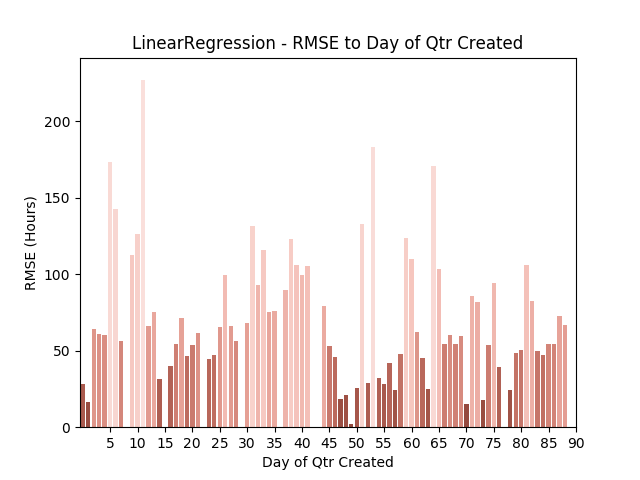 LinearRegression - RMSE to Day of Qtr Created
RMSE (Hours)
200
150
100
50
0
5 10 15 20 25 30 35 40 45 50 55 60 65 70 75 80 85 90
Day of Qtr Created